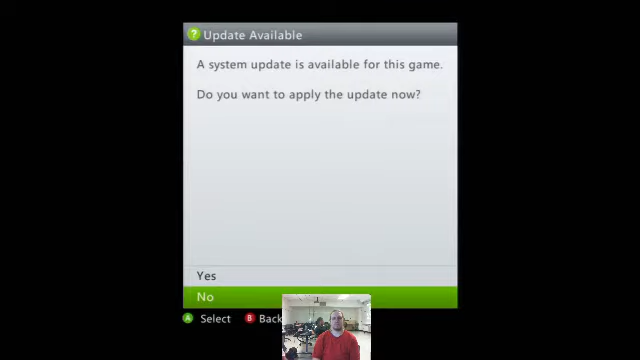 ? Update Available
A system update is available for this game.
Do you want to apply the update now?
Yes
No
A Select B Back